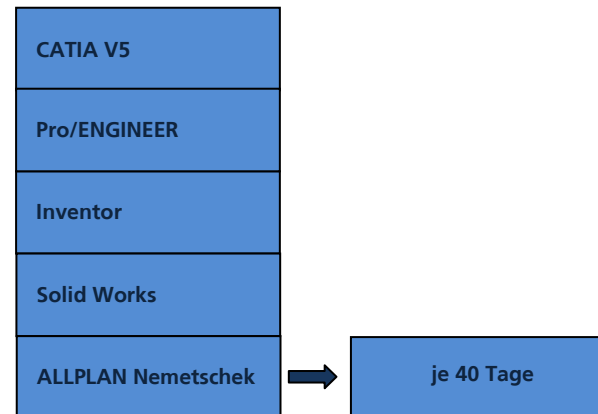 CATIA V5
Pro/ENGINEER
Inventor
Solid Works
ALLPLAN Nemetschek
je 40 Tage